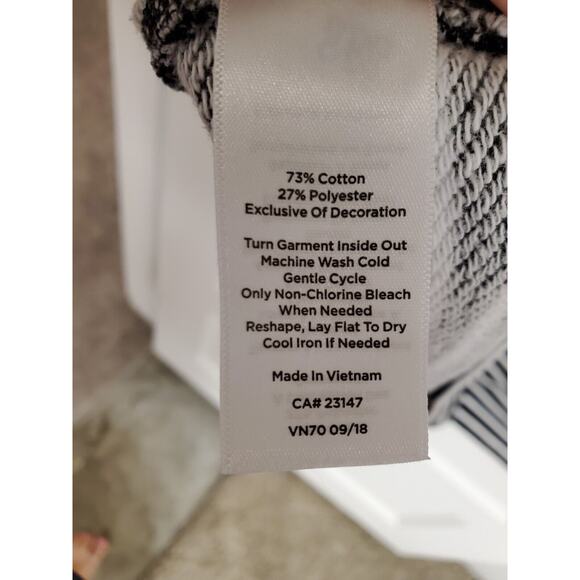 73% Cotton
27% Polyester
Exclusive Of Decoration
Turn Garment Inside Out
Machine Wash Cold
Gentle Cycle
Only Non-Chlorine Bleach
When Needed
Reshape, Lay Flat To Dry
Cool Iron If Needed
Made In Vietnam
CA# 23147
VN70 09/18